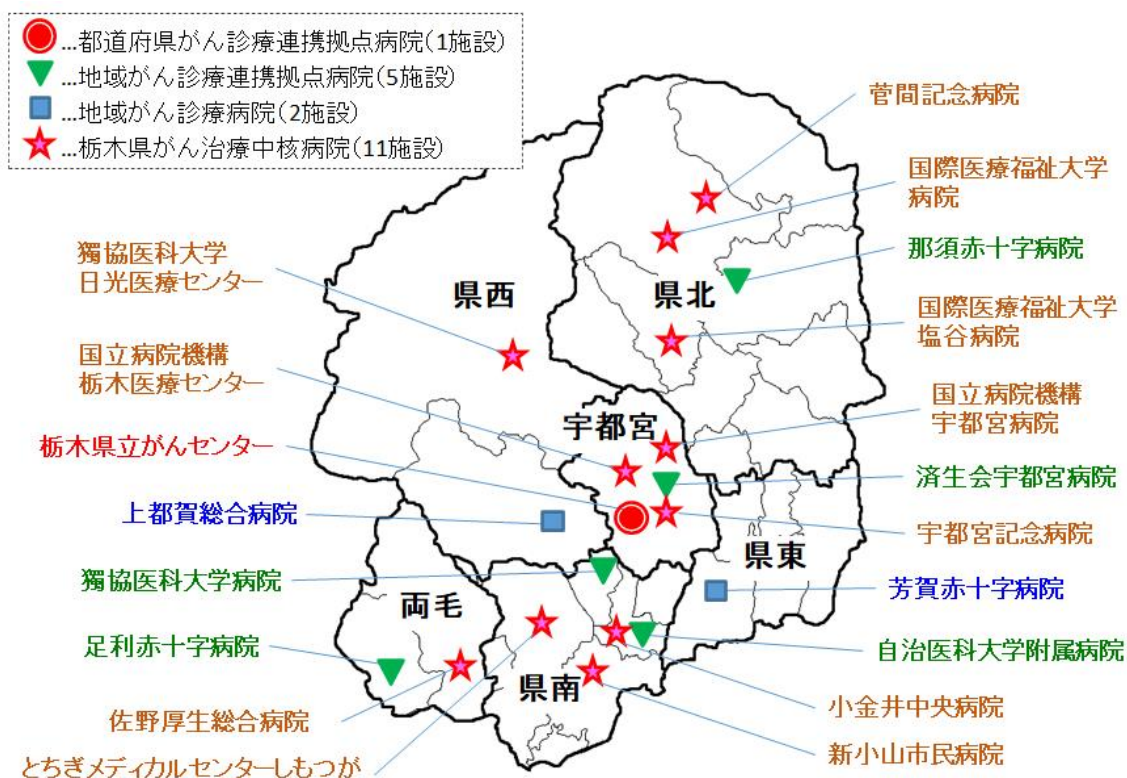 …都道府県がん診療連携拠点病院(1施設)
…地域がん診療連携拠点病院(5施設)
…地域がん診療病院(2施設)
…栃木県がん治療中核病院(11施設)
菅間記念病院
国際医療福祉大学
病院
那須赤十字病院
国際医療福祉大学
塩谷病院
国立病院機構
宇都宮病院
済生会宇都宮病院
宇都宮記念病院
芳賀赤十字病院
自治医科大学附属病院
小金井中央病院
新小山市民病院
獨協医科大学
日光医療センター
国立病院機構
栃木医療センター
栃木県立がんセンター
上都賀総合病院
獨協医科大学病院
足利赤十字病院
佐野厚生総合病院
とちぎメディカルセンターしもつが
県西
県北
宇都宮
県東
両毛
県南